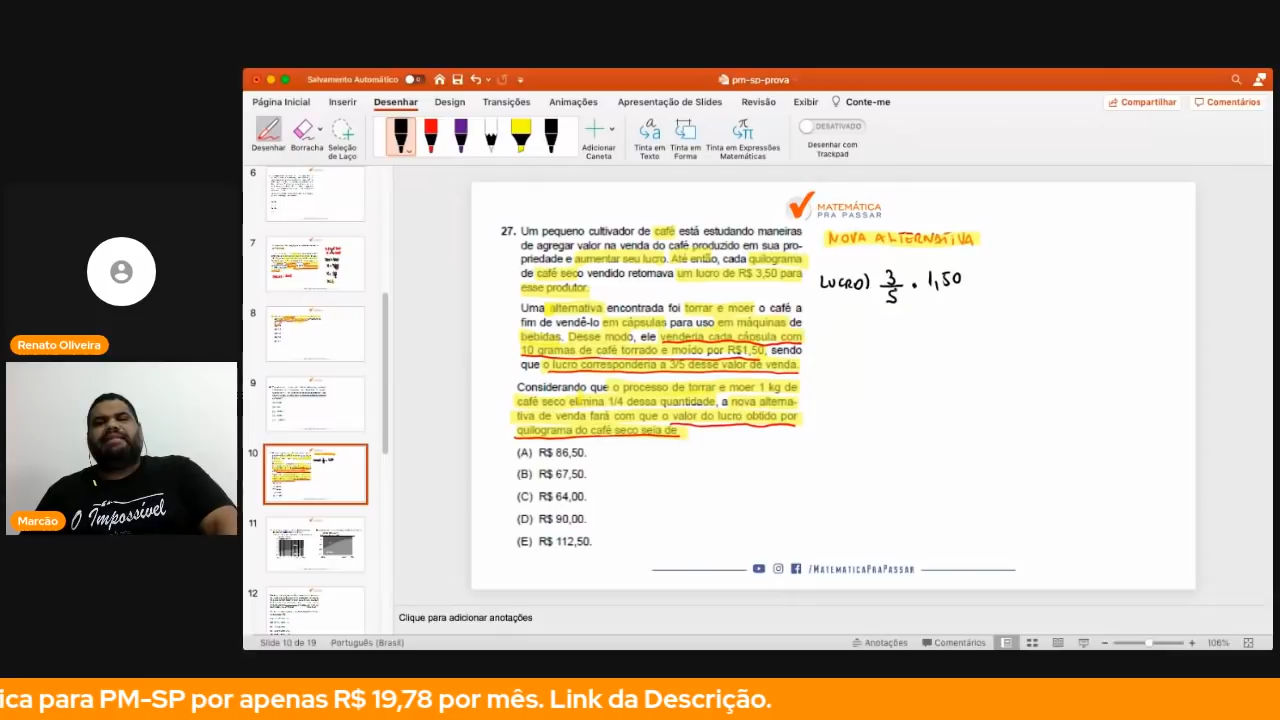 Salvamento Automático
pm-sp-prova
Página Inicial Inserir Desenhar Design Transições Animações Apresentação de Slides Revisão Exibir Conte-me
Compartilhar Comentários
Desenhar Borracha Seleção de Laço
Adicionar Caneta
Tinta em Texto Tinta em Forma Tinta em Expressões Matemáticas
DESATIVADO
Desenhar com Trackpad
6
7
8
9
10
11
12
MATEMÁTICA
PRA PASSAR
27. Um pequeno cultivador de café está estudando maneiras
de agregar valor na venda do café produzido em sua pro-
priedade e aumentar seu lucro. Até então, cada quilograma
de café seco vendido retornava um lucro de R$ 3,50 para
esse produtor.
Uma alternativa encontrada foi torrar e moer o café a
fim de vendê-lo em cápsulas para uso em máquinas de
bebidas. Desse modo, ele venderia cada cápsula com
10 gramas de café torrado e moído por R$1,50, sendo
que o lucro corresponderia a 3/5 desse valor de venda.
Considerando que o processo de torrar e moer 1 kg de
café seco elimina 1/4 dessa quantidade, a nova alterna-
tiva de venda fará com que o valor do lucro obtido por
quilograma do café seco seja de
(A) R$ 86,50.
(B) R$ 67,50.
(C) R$ 64,00.
(D) R$ 90,00.
(E) R$ 112,50.
NOVA ALTERNATIVA
LUCRO) 3/5 . 1,50
/MATEMATICAPRAPASSAR
Clique para adicionar anotações
Slide 10 de 19 Português (Brasil)
Anotações Comentários
106%
Renato Oliveira
O Impossível
Marcão
ica para PM-SP por apenas R$ 19,78 por mês. Link da Descrição.